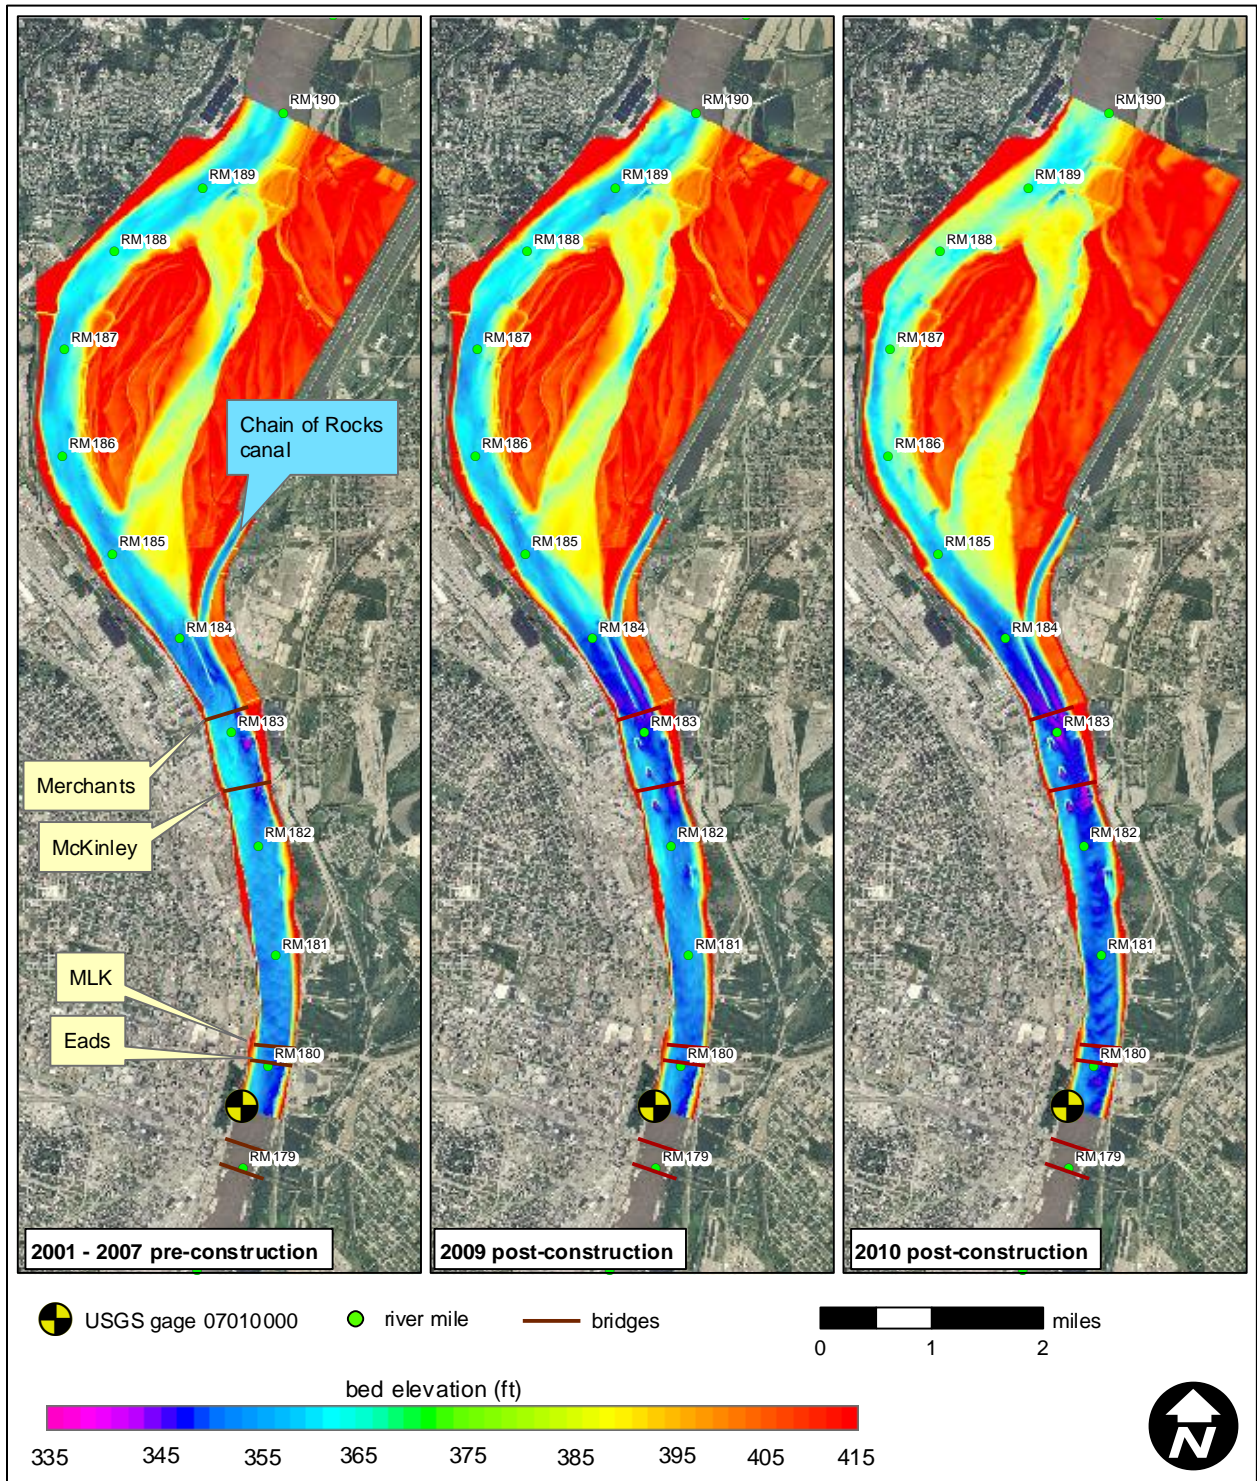 RM 190
RM 189
RM 188
RM 187
RM 186
Chain of Rocks
canal
RM 185
RM 184
RM 183
Merchants
McKinley
RM 182
RM 181
MLK
Eads
RM 180
RM 179
2001 - 2007 pre-construction
RM 190
RM 189
RM 188
RM 187
RM 186
RM 185
RM 184
RM 183
RM 182
RM 181
RM 180
RM 179
2009 post-construction
RM 190
RM 189
RM 188
RM 187
RM 186
RM 185
RM 184
RM 183
RM 182
RM 181
RM 180
RM 179
2010 post-construction
USGS gage 07010000
river mile
bridges
miles
0 1 2
bed elevation (ft)
335 345 355 365 375 385 395 405 415
N